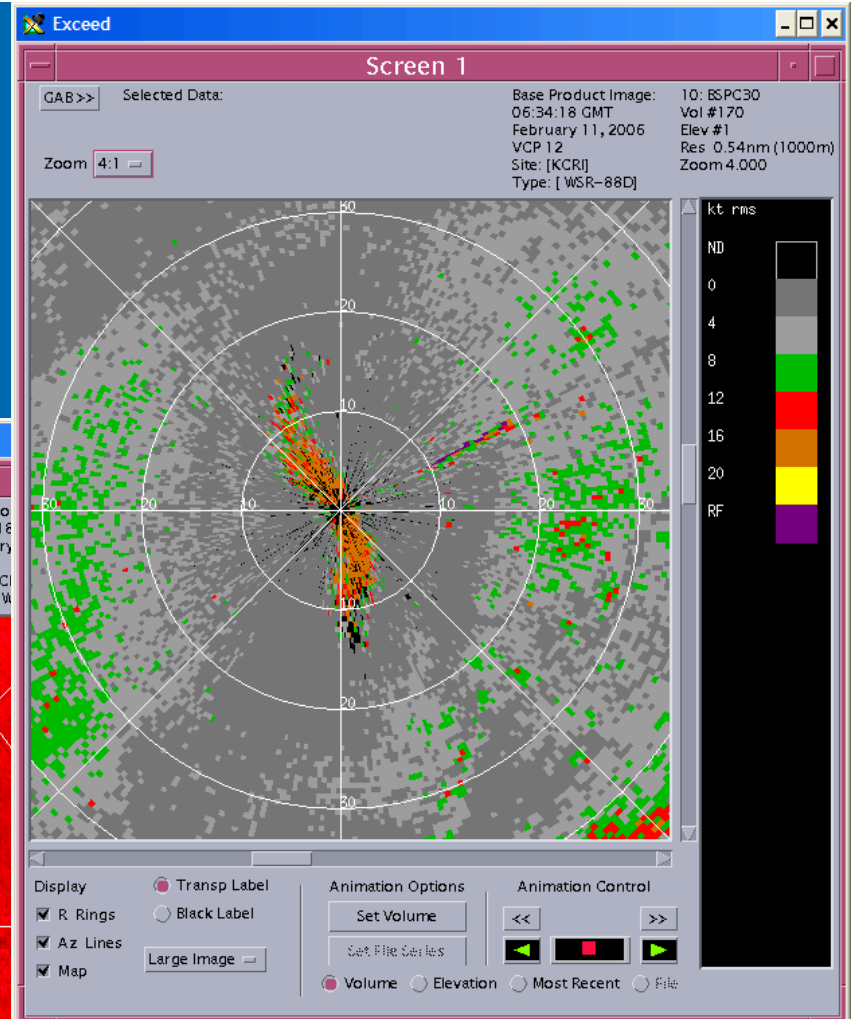 Exceed
Screen 1
GAB>>
Selected Data:
Base Product Image:
06:34:18 GMT
February 11, 2006
VCP 12
Site: [KCRI]
Type: [ WSR-88D]
10: BSPC30
Vol #170
Elev #1
Res 0.54nm (1000m)
Zoom 4.000
Zoom 4:1
kt rms
ND
0
4
8
12
16
20
RF
30
20
10
30 20 10 10 20 30
10
20
30
Display
R Rings
Az Lines
Map
Transp Label
Black Label
Large Image
Animation Options
Set Volume
Set File Series
Animation Control
<< >>
Volume Elevation Most Recent File